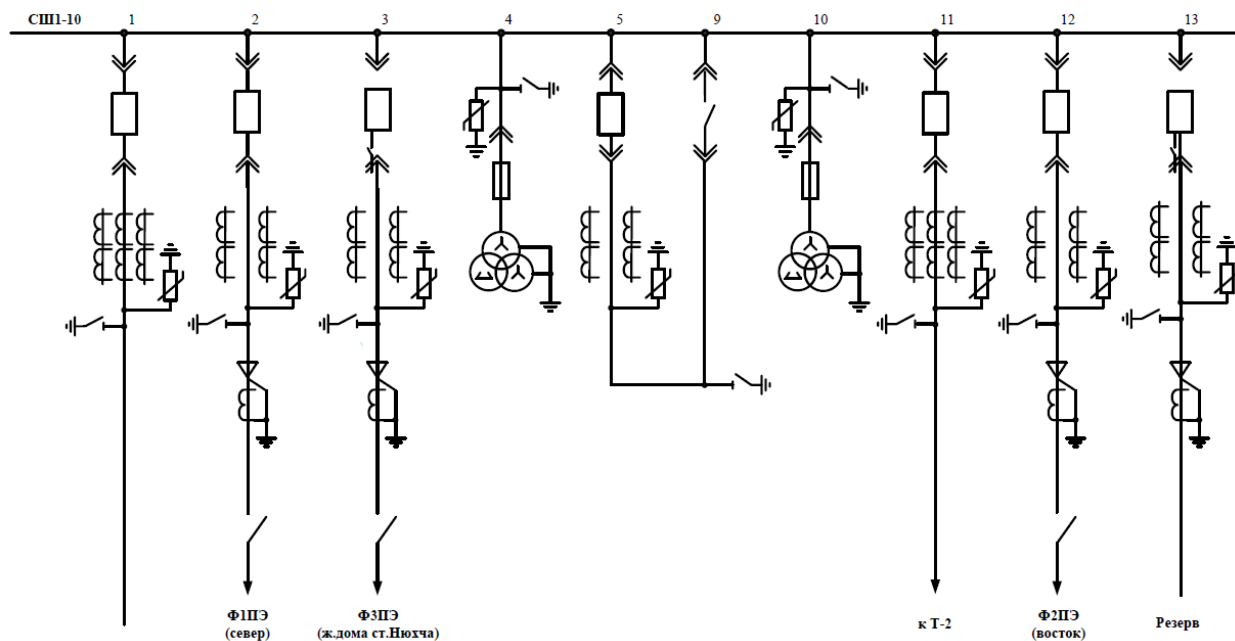 СШ1-10 1 2 3 4 5 9 10 11 12 13
Ф1ПЭ
(север)
Ф3ПЭ
(ж.дома ст.Нюхча)
к Т-2
Ф2ПЭ
(восток)
Резерв